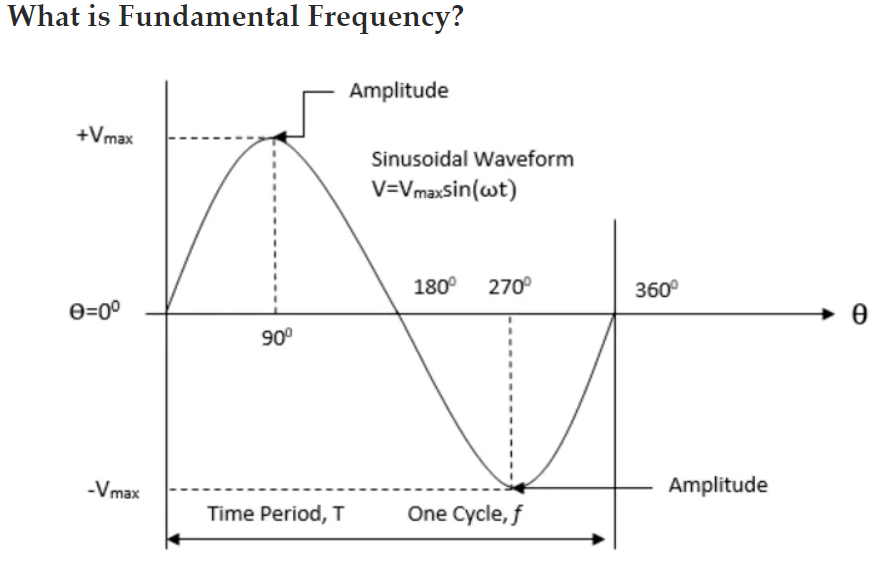 What is Fundamental Frequency?
Amplitude
+Vmax
Sinusoidal Waveform
V=Vmaxsin(ωt)
180⁰ 270⁰ 360⁰
θ=0⁰ θ
90⁰
-Vmax Amplitude
Time Period, T One Cycle, f